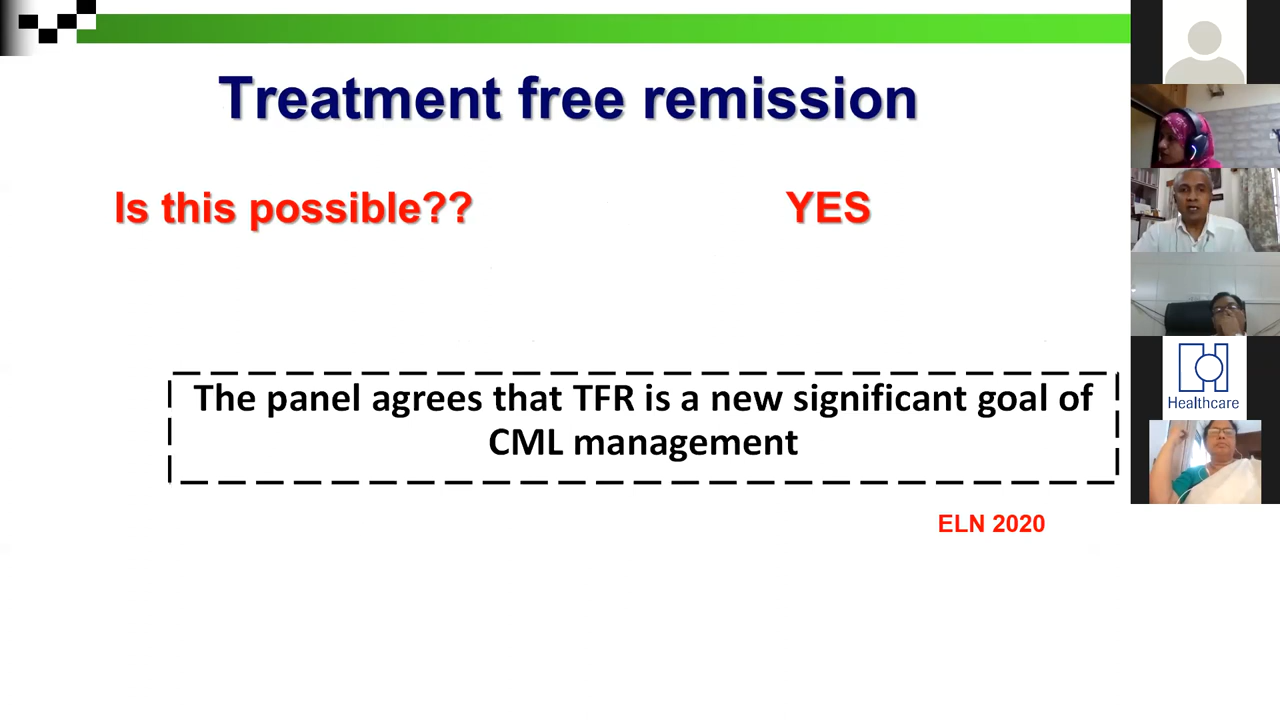 Treatment free remission
Is this possible?? YES
The panel agrees that TFR is a new significant goal of
CML management
ELN 2020
Healthcare